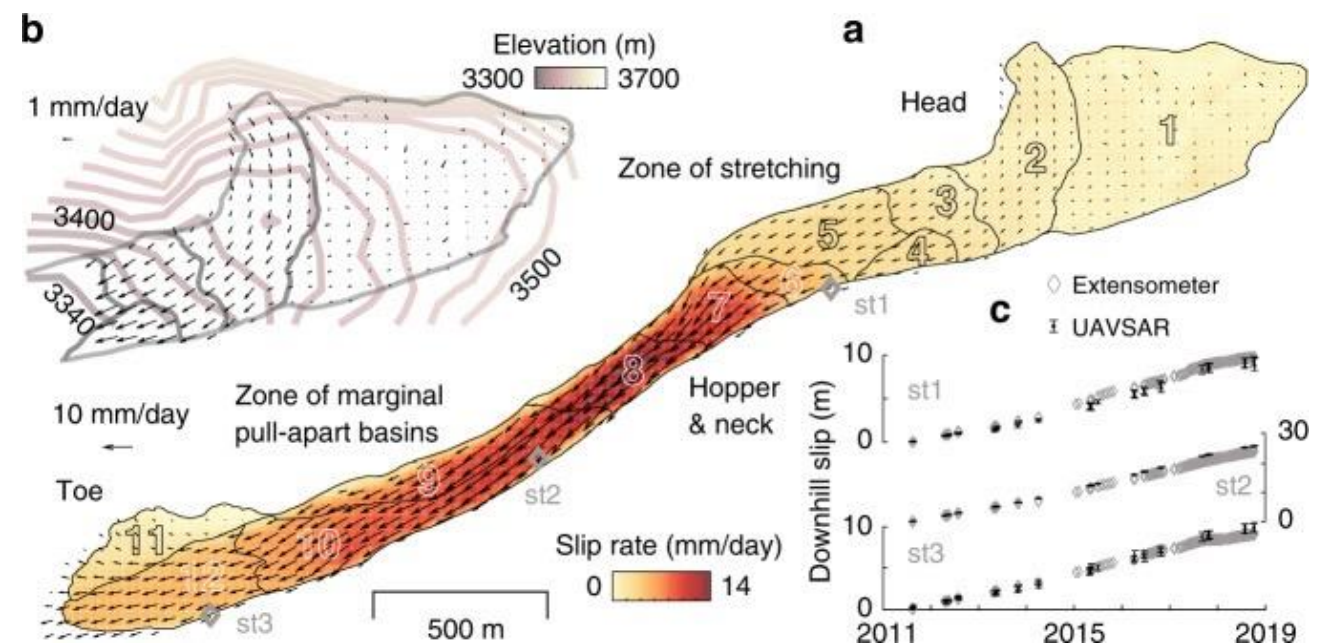 b
Elevation (m)
3300 3700
1 mm/day
3400
3340
3500
a
Head
Zone of stretching
1
2
3
4
5
6
7
8
9
10
11
12
st1
st2
st3
Hopper
& neck
Zone of marginal
pull-apart basins
10 mm/day
Toe
Slip rate (mm/day)
0 14
500 m
c
Extensometer
UAVSAR
Downhill slip (m)
10
st1
0
30
st2
0
10
st3
0
2011 2015 2019